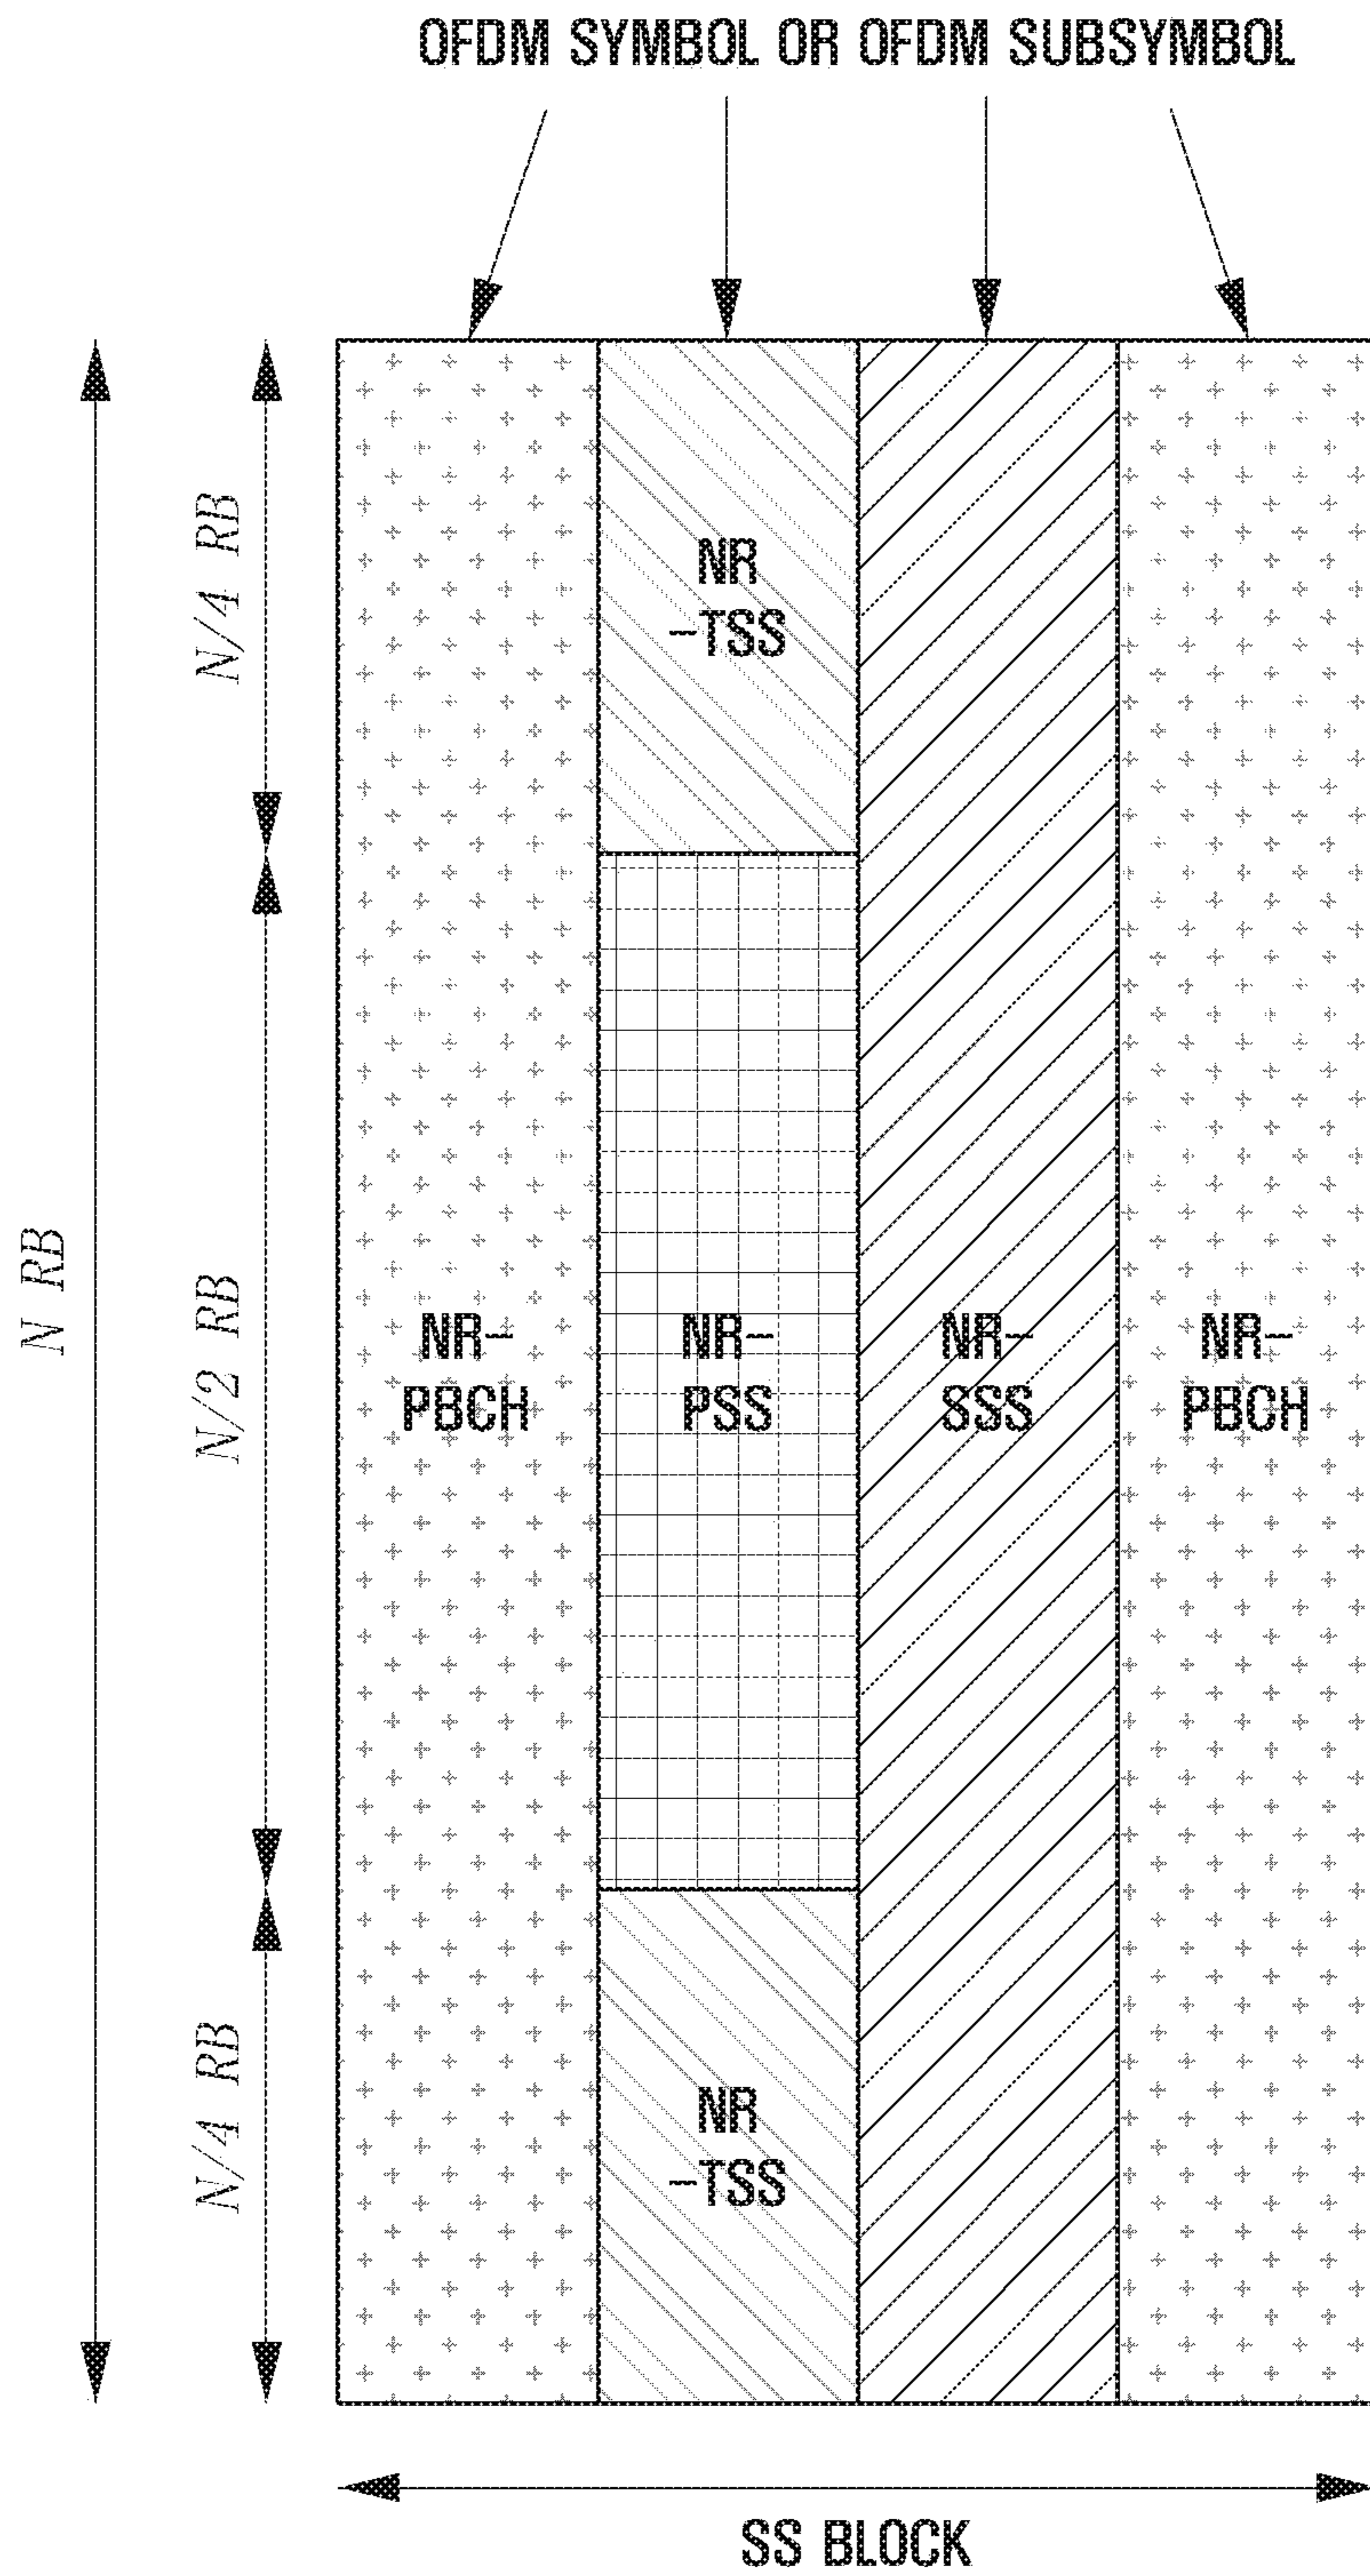 OFDM SYMBOL OR OFDM SUBSYMBOL
N RB
N/4 RB
N/2 RB
N/4 RB
NR
-TSS
NR-
PBCH
NR-
PSS
NR-
SSS
NR-
PBCH
NR
-TSS
SS BLOCK